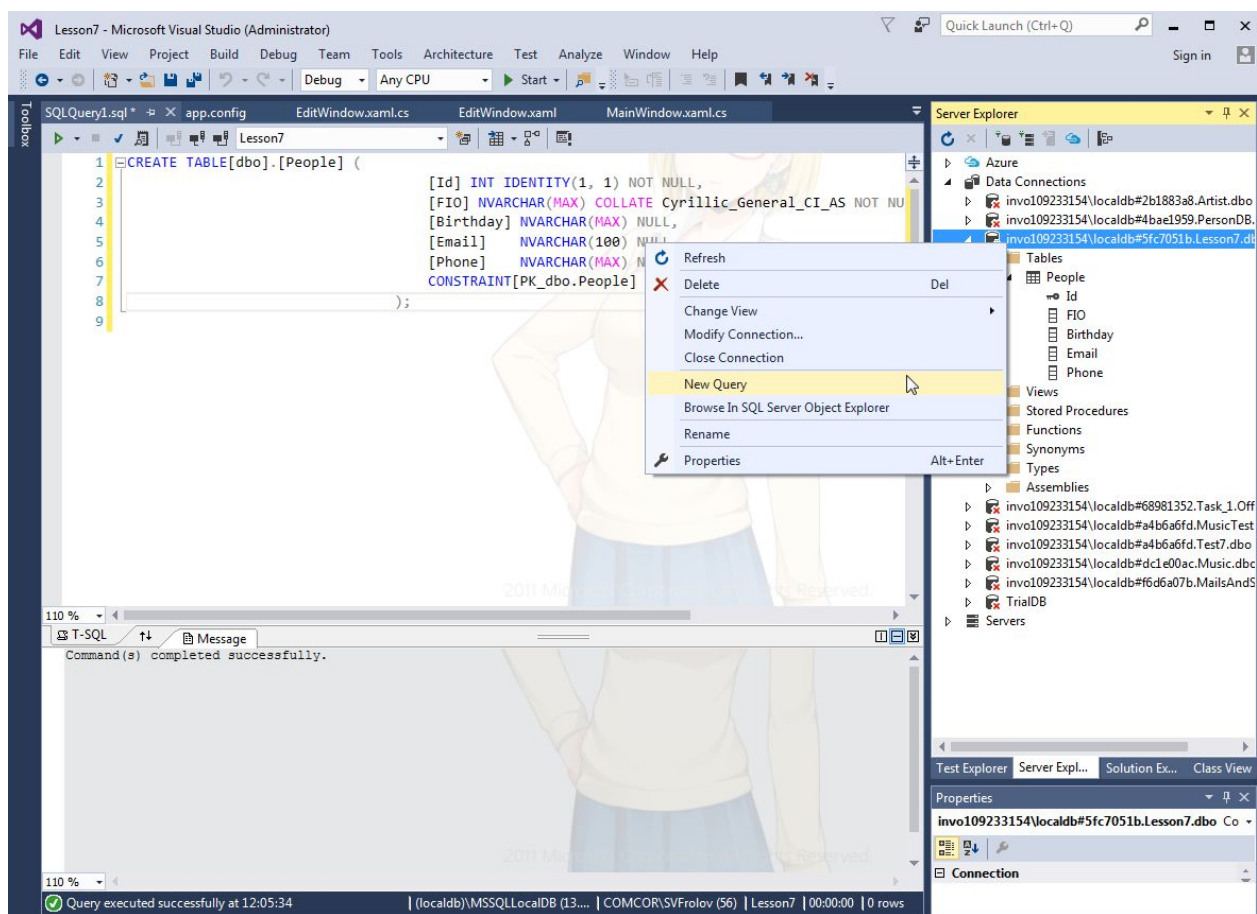 Lesson7 - Microsoft Visual Studio (Administrator)
Quick Launch (Ctrl+Q)
File Edit View Project Build Debug Team Tools Architecture Test Analyze Window Help
Sign in
Debug Any CPU Start
Toolbox
SQLQuery1.sql* app.config EditWindow.xaml.cs EditWindow.xaml MainWindow.xaml.cs
Lesson7
1 CREATE TABLE[dbo].[People] (
2 [Id] INT IDENTITY(1, 1) NOT NULL,
3 [FIO] NVARCHAR(MAX) COLLATE Cyrillic_General_CI_AS NOT NU
4 [Birthday] NVARCHAR(MAX) NULL,
5 [Email] NVARCHAR(100) NULL
6 [Phone] NVARCHAR(MAX) N
7 CONSTRAINT[PK_dbo.People]
8 );
9
Refresh
Delete Del
Change View
Modify Connection...
Close Connection
New Query
Browse In SQL Server Object Explorer
Rename
Properties Alt+Enter
2011 Mi
s Reserved.
110 %
T-SQL Message
Command(s) completed successfully.
2011 Mi
Reserved.
110 %
Query executed successfully at 12:05:34 (localdb)\MSSQLLocalDB (13.... COMCOR\SVFrolov (56) Lesson7 00:00:00 0 rows
Server Explorer
Azure
Data Connections
invo109233154\localdb#2b1883a8.Artist.dbo
invo109233154\localdb#4bae1959.PersonDB.
invo109233154\localdb#5fc7051b.Lesson7.db
Tables
People
Id
FIO
Birthday
Email
Phone
Views
Stored Procedures
Functions
Synonyms
Types
Assemblies
invo109233154\localdb#68981352.Task_1.Off
invo109233154\localdb#a4b6a6fd.MusicTest
invo109233154\localdb#a4b6a6fd.Test7.dbo
invo109233154\localdb#dc1e00ac.Music.dbc
invo109233154\localdb#f6d6a07b.MailsAndS
TrialDB
Servers
Test Explorer Server Expl... Solution Ex... Class View
Properties
invo109233154\localdb#5fc7051b.Lesson7.dbo Co
Connection